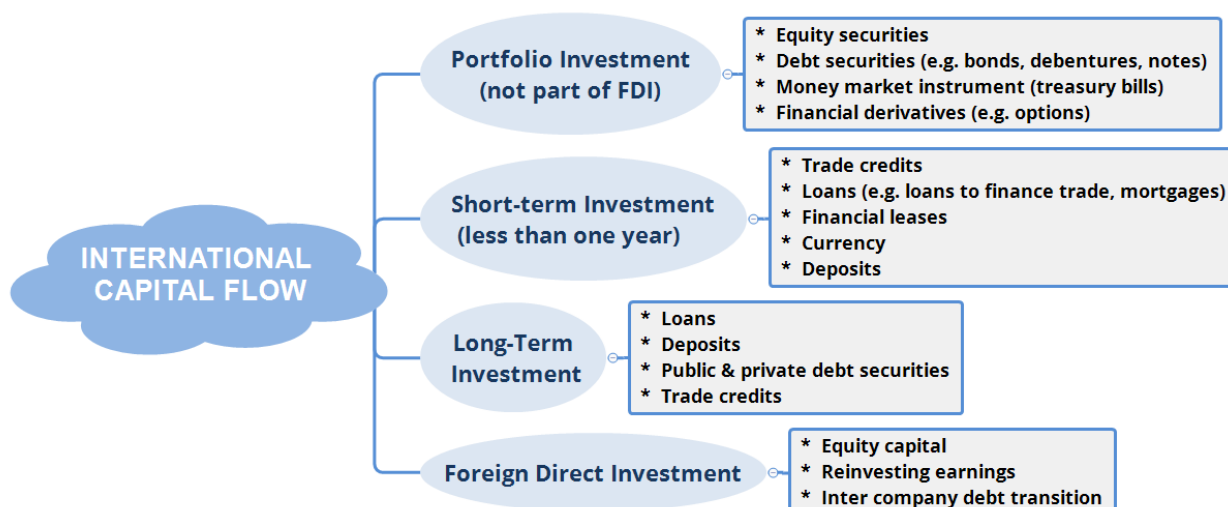 INTERNATIONAL
CAPITAL FLOW
Portfolio Investment
(not part of FDI)
* Equity securities
* Debt securities (e.g. bonds, debentures, notes)
* Money market instrument (treasury bills)
* Financial derivatives (e.g. options)
Short-term Investment
(less than one year)
* Trade credits
* Loans (e.g. loans to finance trade, mortgages)
* Financial leases
* Currency
* Deposits
Long-Term
Investment
* Loans
* Deposits
* Public & private debt securities
* Trade credits
Foreign Direct Investment
* Equity capital
* Reinvesting earnings
* Inter company debt transition